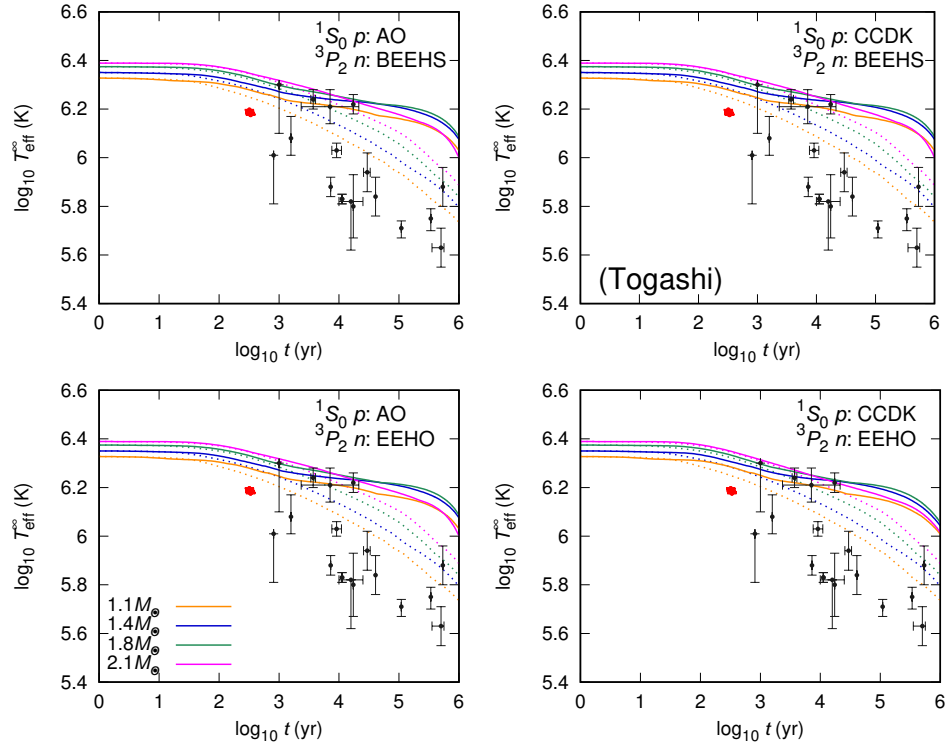 6.6
6.4
6.2
6
5.8
5.6
5.4
log₁₀ T∞eff (K)
¹S₀ p: AO
³P₂ n: BEEHS
0 1 2 3 4 5 6
log₁₀ t (yr)
6.6
6.4
6.2
6
5.8
5.6
5.4
log₁₀ T∞eff (K)
¹S₀ p: CCDK
³P₂ n: BEEHS
(Togashi)
0 1 2 3 4 5 6
log₁₀ t (yr)
6.6
6.4
6.2
6
5.8
5.6
5.4
log₁₀ T∞eff (K)
¹S₀ p: AO
³P₂ n: EEHO
1.1M⊙
1.4M⊙
1.8M⊙
2.1M⊙
0 1 2 3 4 5 6
log₁₀ t (yr)
6.6
6.4
6.2
6
5.8
5.6
5.4
log₁₀ T∞eff (K)
¹S₀ p: CCDK
³P₂ n: EEHO
0 1 2 3 4 5 6
log₁₀ t (yr)